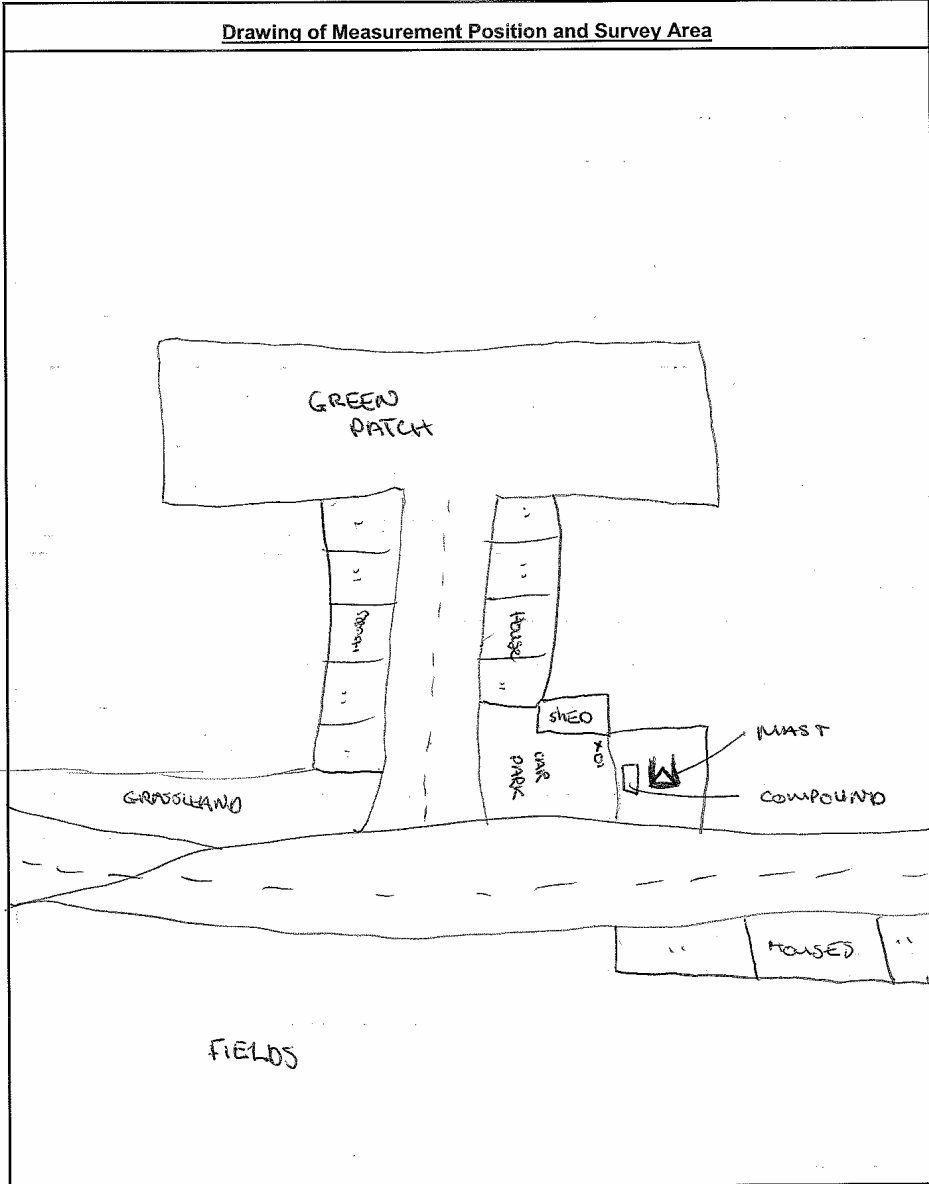 Drawing of Measurement Position and Survey Area
GREEN
PATCH
"
"
"
"
House
House
"
"
SHED
MAST
CAR
PARK
COMPOUND
GRASSLAND
"
HOUSES
"
FIELDS